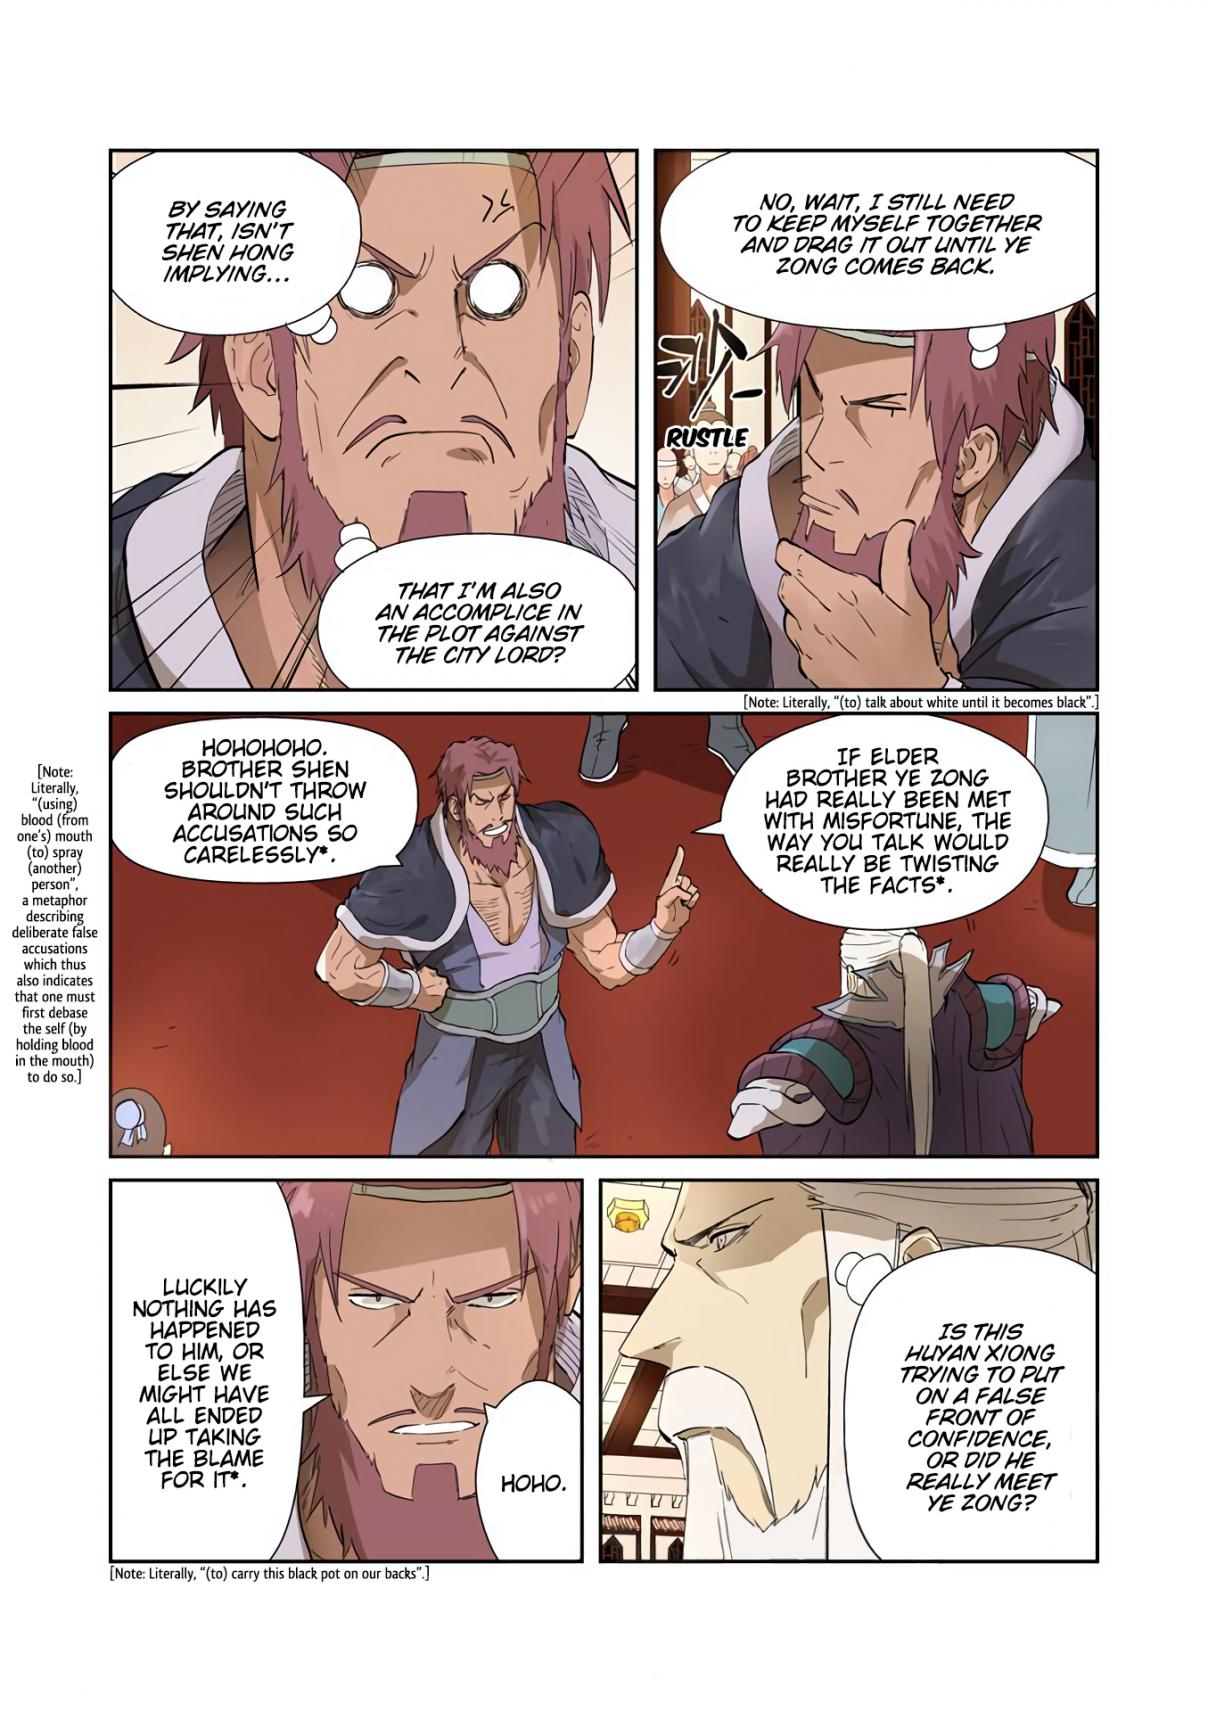 BY SAYING
THAT, ISN'T
SHEN HONG
IMPLYING...
THAT I'M ALSO
AN ACCOMPLICE IN
THE PLOT AGAINST
THE CITY LORD?
NO, WAIT, I STILL NEED
TO KEEP MYSELF TOGETHER
AND DRAG IT OUT UNTIL YE
ZONG COMES BACK.
RUSTLE
[Note: Literally, "(to) talk about white until it becomes black".]
HOHOHOHO.
BROTHER SHEN
SHOULDN'T THROW
AROUND SUCH
ACCUSATIONS SO
CARELESSLY*.
IF ELDER
BROTHER YE ZONG
HAD REALLY BEEN MET
WITH MISFORTUNE, THE
WAY YOU TALK WOULD
REALLY BE TWISTING
THE FACTS*.
[Note:
Literally,
"(using)
blood (from
one's) mouth
(to) spray
(another)
person",
a metaphor
describing
deliberate false
accusations
which thus
also indicates
that one must
first debase
the self (by
holding blood
in the mouth)
to do so.]
LUCKILY
NOTHING HAS
HAPPENED
TO HIM, OR
ELSE WE
MIGHT HAVE
ALL ENDED
UP TAKING
THE BLAME
FOR IT*.
HOHO.
[Note: Literally, "(to) carry this black pot on our backs".]
IS THIS
HUYAN XIONG
TRYING TO PUT
ON A FALSE
FRONT OF
CONFIDENCE,
OR DID HE
REALLY MEET
YE ZONG?